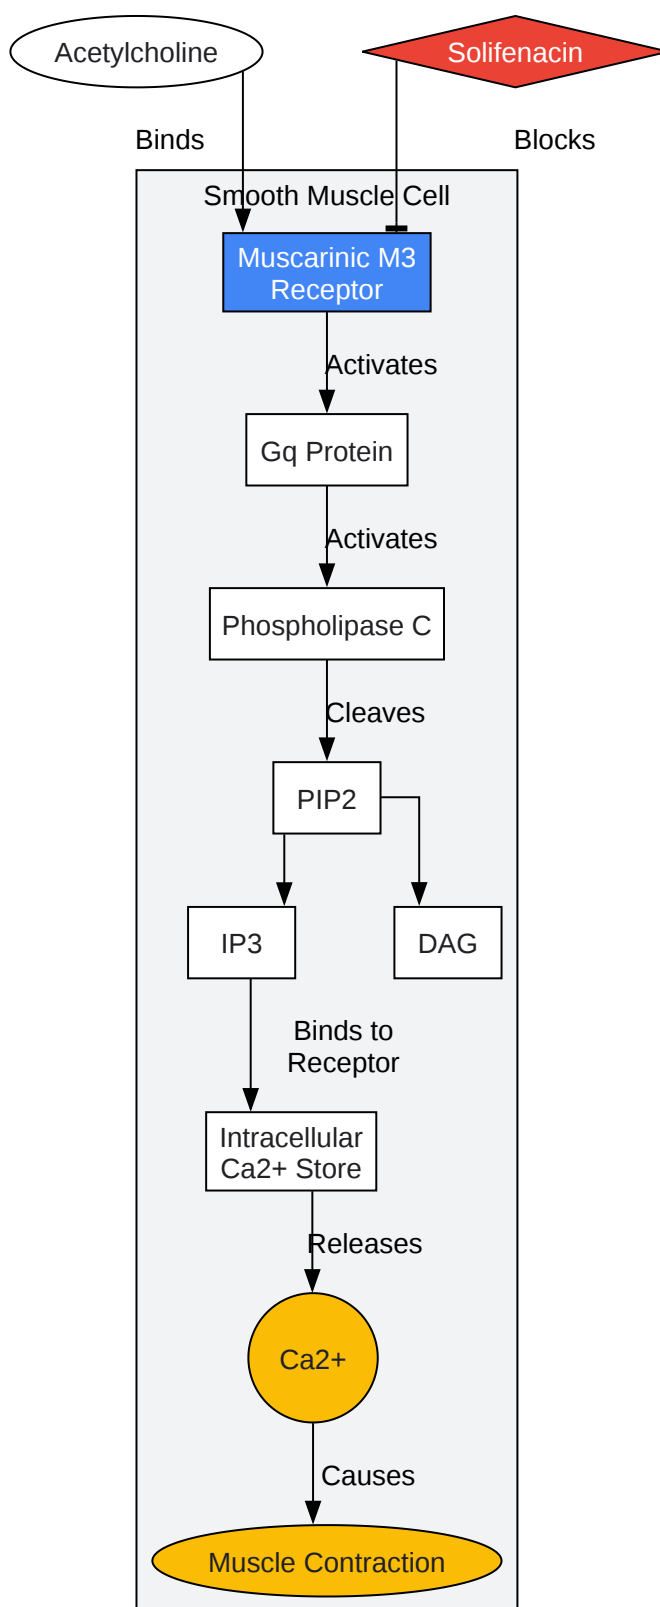 Acetylcholine
Solifenacin
Binds
Blocks
Smooth Muscle Cell
Muscarinic M3
Receptor
Activates
Gq Protein
Activates
Phospholipase C
Cleaves
PIP2
IP3
DAG
Binds to
Receptor
Intracellular
Ca2+ Store
Releases
Ca2+
Causes
Muscle Contraction